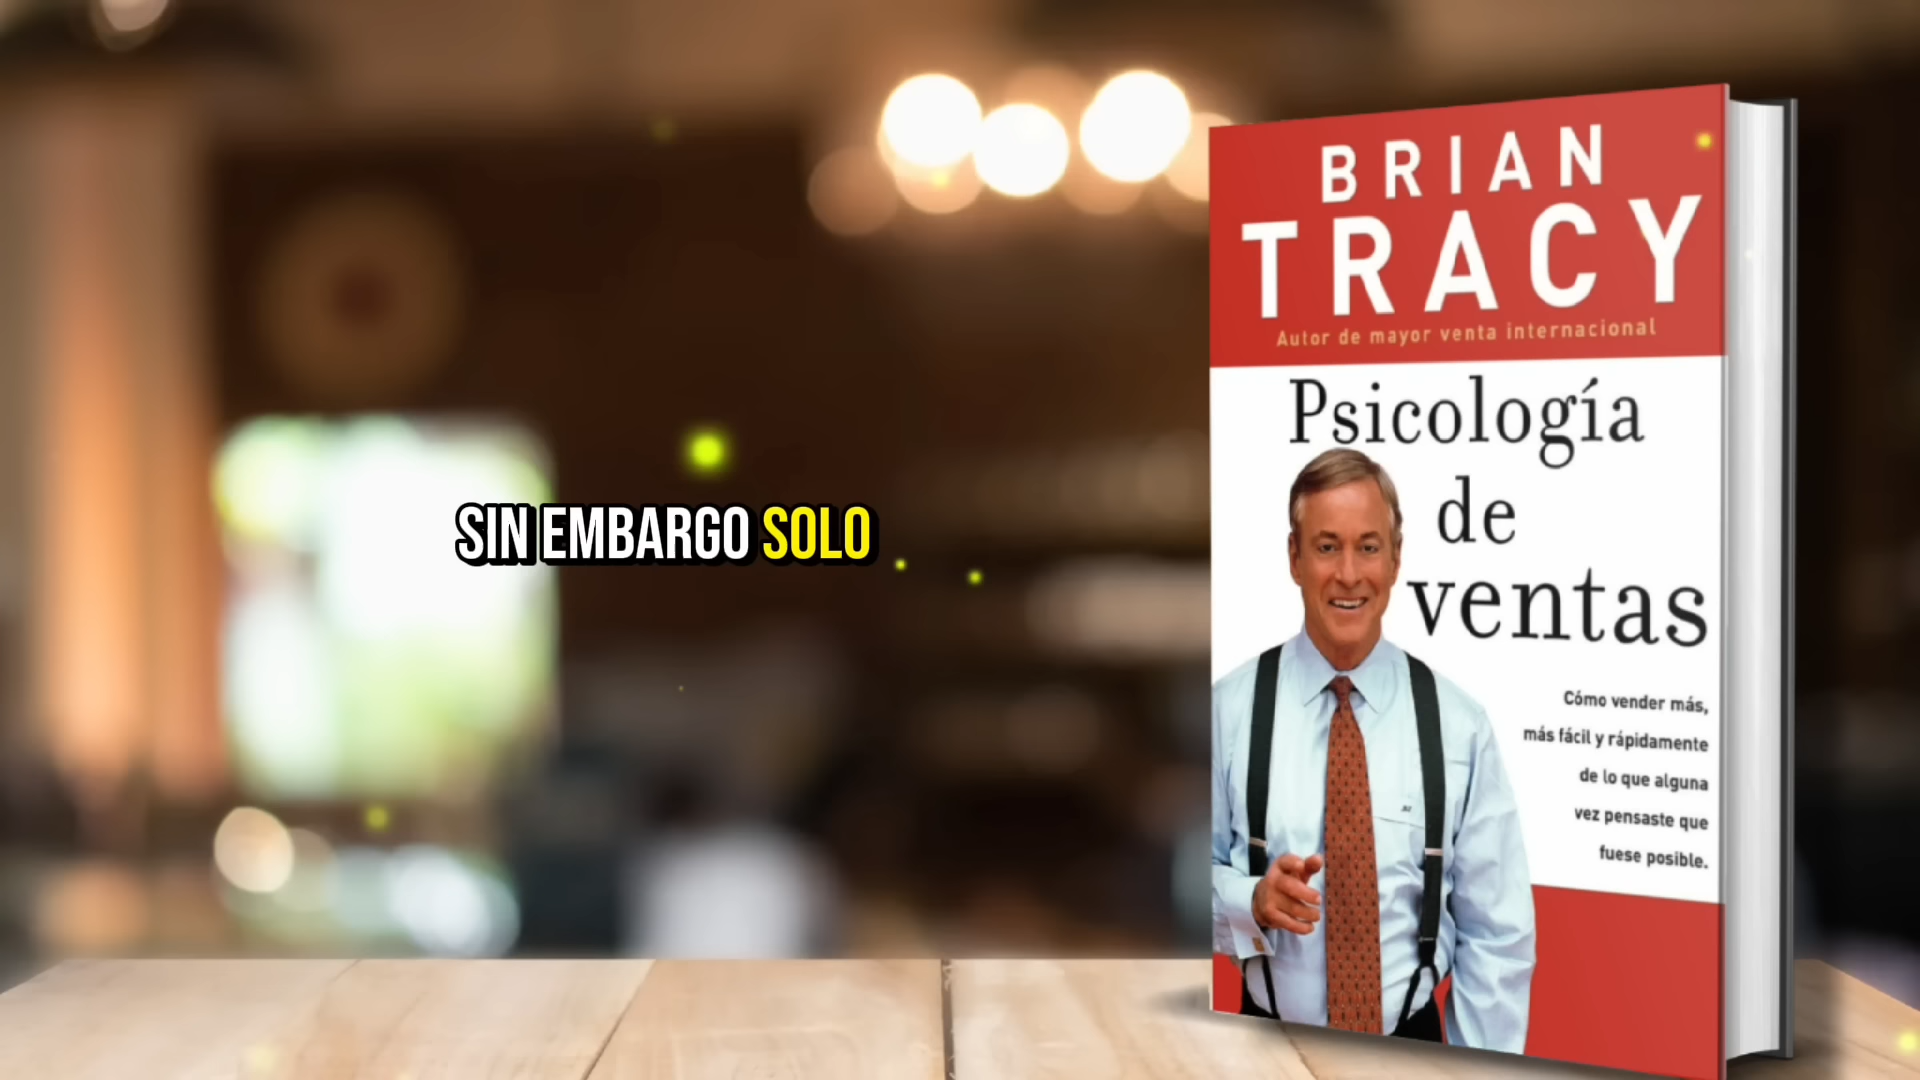 SIN EMBARGO SOLO
BRIAN
TRACY
Autor de mayor venta internacional
Psicología
de
ventas
Cómo vender más,
más fácil y rápidamente
de lo que alguna
vez pensaste que
fuese posible.